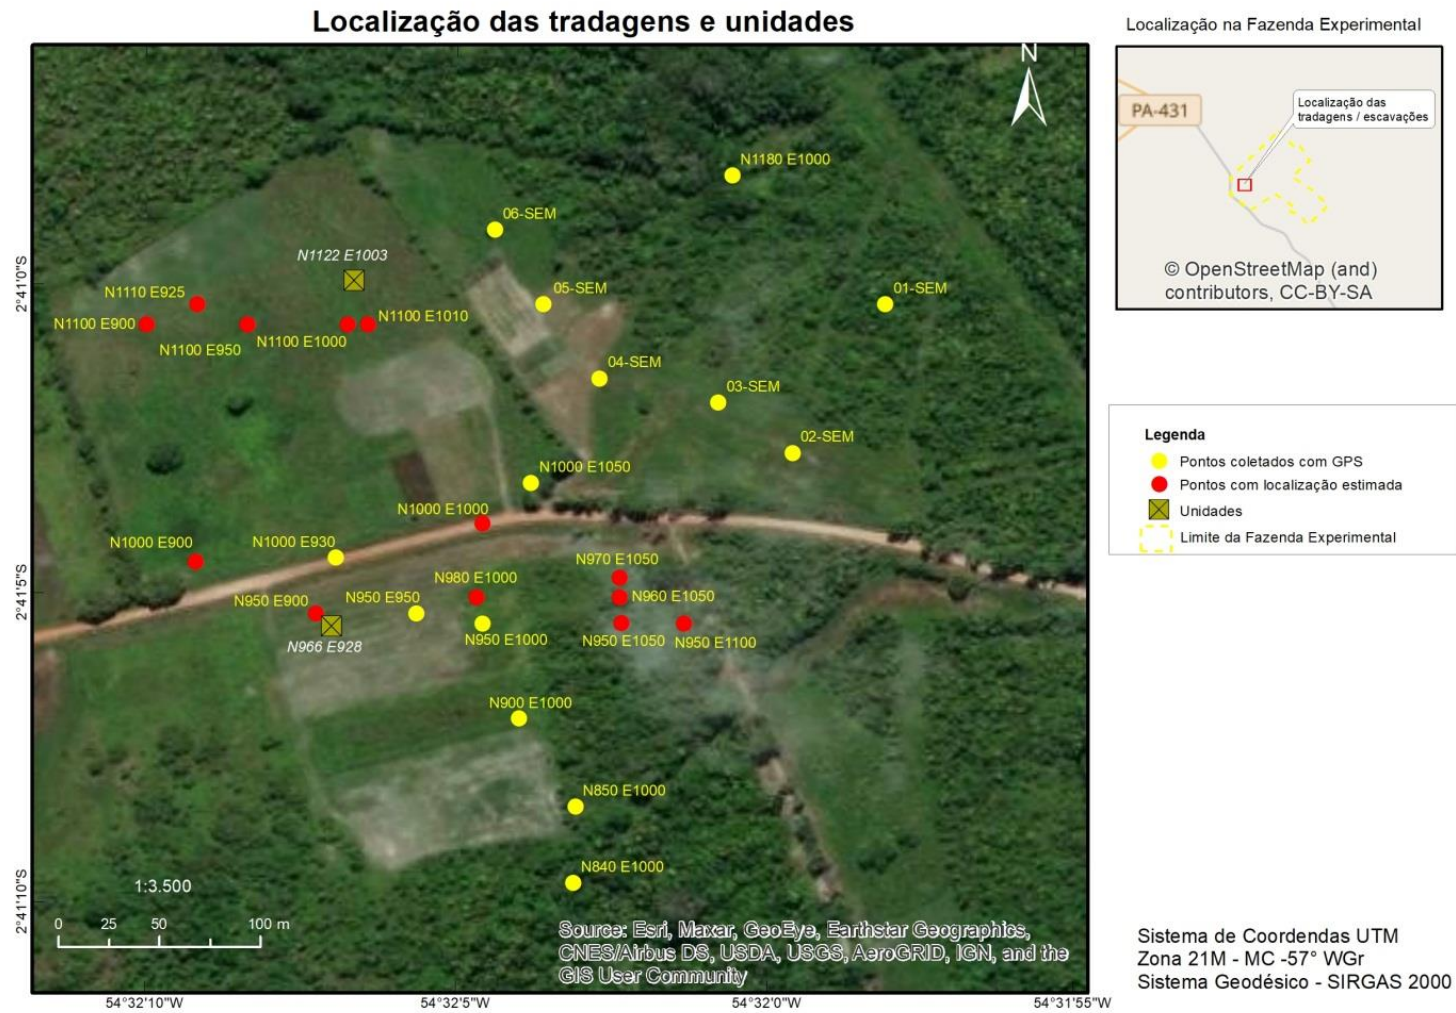 Localização das tradagens e unidades
Localização na Fazenda Experimental
N
PA-431
Localização das
tradagens / escavações
© OpenStreetMap (and)
contributors, CC-BY-SA
N1180 E1000
06-SEM
N1122 E1003
N1110 E925
05-SEM
01-SEM
N1100 E900
N1100 E950
N1100 E1000
N1100 E1010
04-SEM
03-SEM
02-SEM
N1000 E1050
N1000 E1000
N1000 E900
N1000 E930
N970 E1050
N980 E1000
N960 E1050
N950 E900
N950 E950
N950 E1000
N950 E1050
N950 E1100
N966 E928
N900 E1000
N850 E1000
N840 E1000
2°41'0"S
2°41'5"S
2°41'10"S
Legenda
Pontos coletados com GPS
Pontos com localização estimada
Unidades
Limite da Fazenda Experimental
1:3.500
0 25 50 100 m
Source: Esri, Maxar, GeoEye, Earthstar Geographics,
CNES/Airbus DS, USDA, USGS, AeroGRID, IGN, and the
GIS User Community
54°32'10"W 54°32'5"W 54°32'0"W 54°31'55"W
Sistema de Coordendas UTM
Zona 21M - MC -57° WGr
Sistema Geodésico - SIRGAS 2000